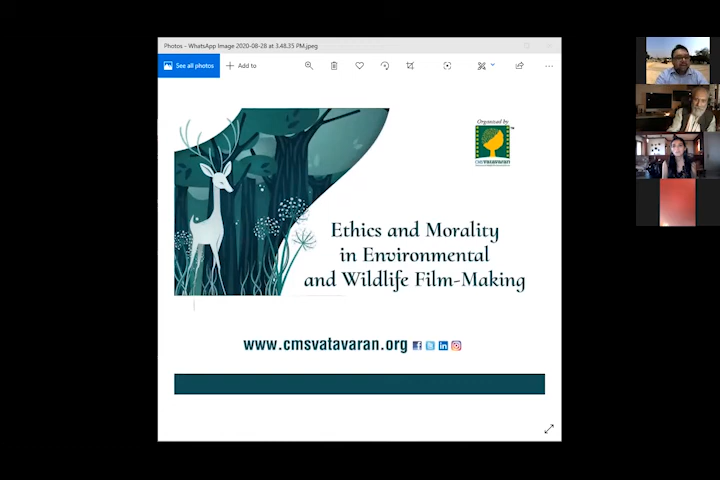 Photos - WhatsApp Image 2020-08-28 at 3.48.35 PM.jpeg
See all photos
Add to
Organised by
CMSVATAVARAN
Ethics and Morality
in Environmental
and Wildlife Film-Making
www.cmsvatavaran.org